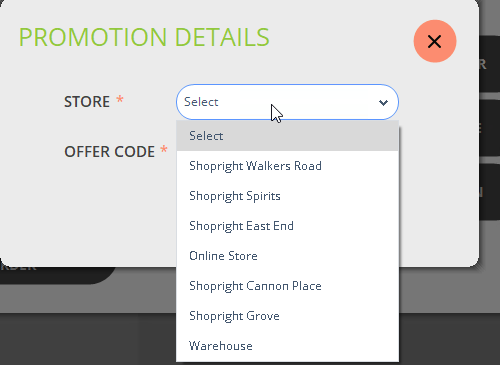 PROMOTION DETAILS
STORE *
Select
OFFER CODE *
Select
Shopright Walkers Road
Shopright Spirits
Shopright East End
Online Store
Shopright Cannon Place
Shopright Grove
Warehouse